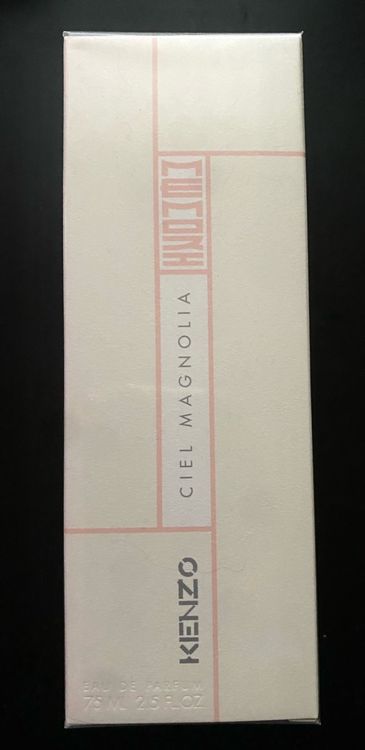 CIEL MAGNOLIA
KENZO
EAU DE PARFUM
75 ML 2.5 FL.OZ.